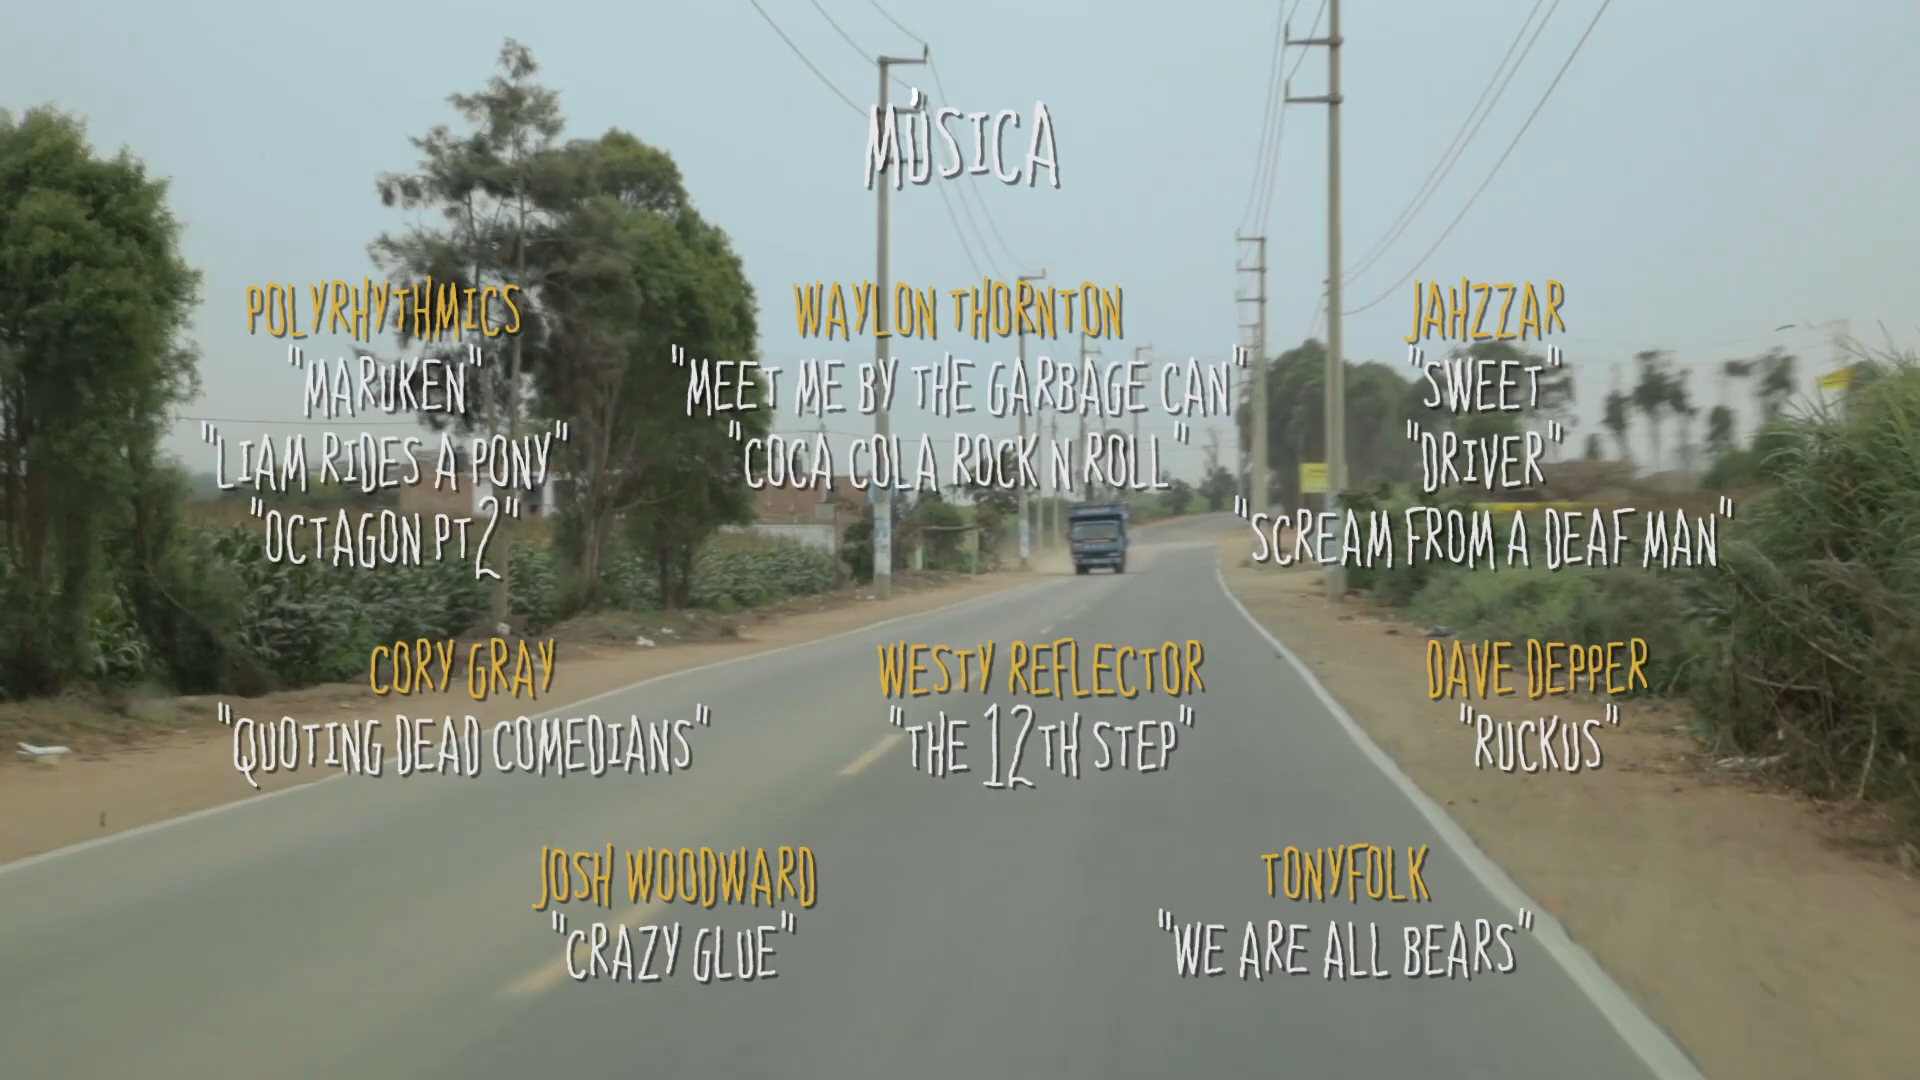 MÚSICA
POLYRHYTHMICS
"MARUKEN"
"LIAM RIDES A PONY"
"OCTAGON PT 2"
WAYLON THORNTON
"MEET ME BY THE GARBAGE CAN"
"COCA COLA ROCK N ROLL"
JAHZZAR
"SWEET"
"DRIVER"
"SCREAM FROM A DEAF MAN"
CORY GRAY
"QUOTING DEAD COMEDIANS"
WESTY REFLECTOR
"THE 12TH STEP"
DAVE DEPPER
"RUCKUS"
JOSH WOODWARD
"CRAZY GLUE"
TONYFOLK
"WE ARE ALL BEARS"